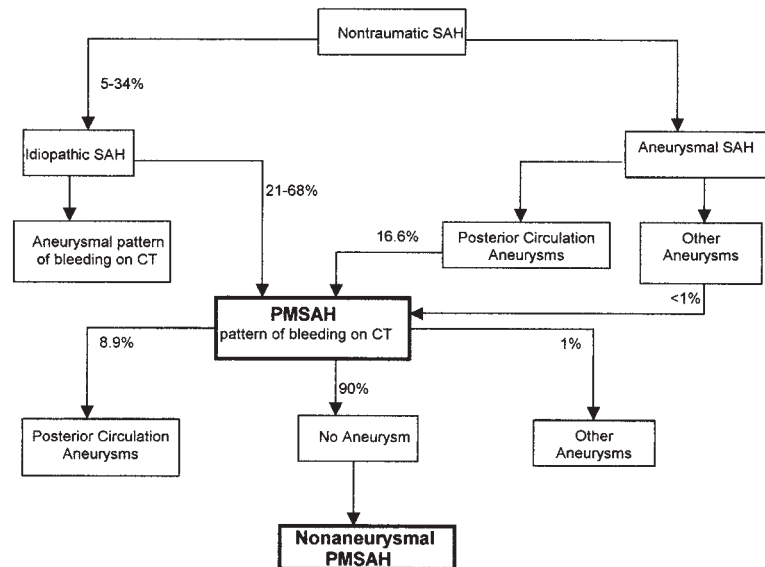 Nontraumatic SAH
5-34%
Idiopathic SAH
Aneurysmal SAH
21-68%
Aneurysmal pattern
of bleeding on CT
16.6%
Posterior Circulation
Aneurysms
Other
Aneurysms
<1%
PMSAH
pattern of bleeding on CT
8.9%
90%
1%
Posterior Circulation
Aneurysms
No Aneurysm
Other
Aneurysms
Nonaneurysmal
PMSAH